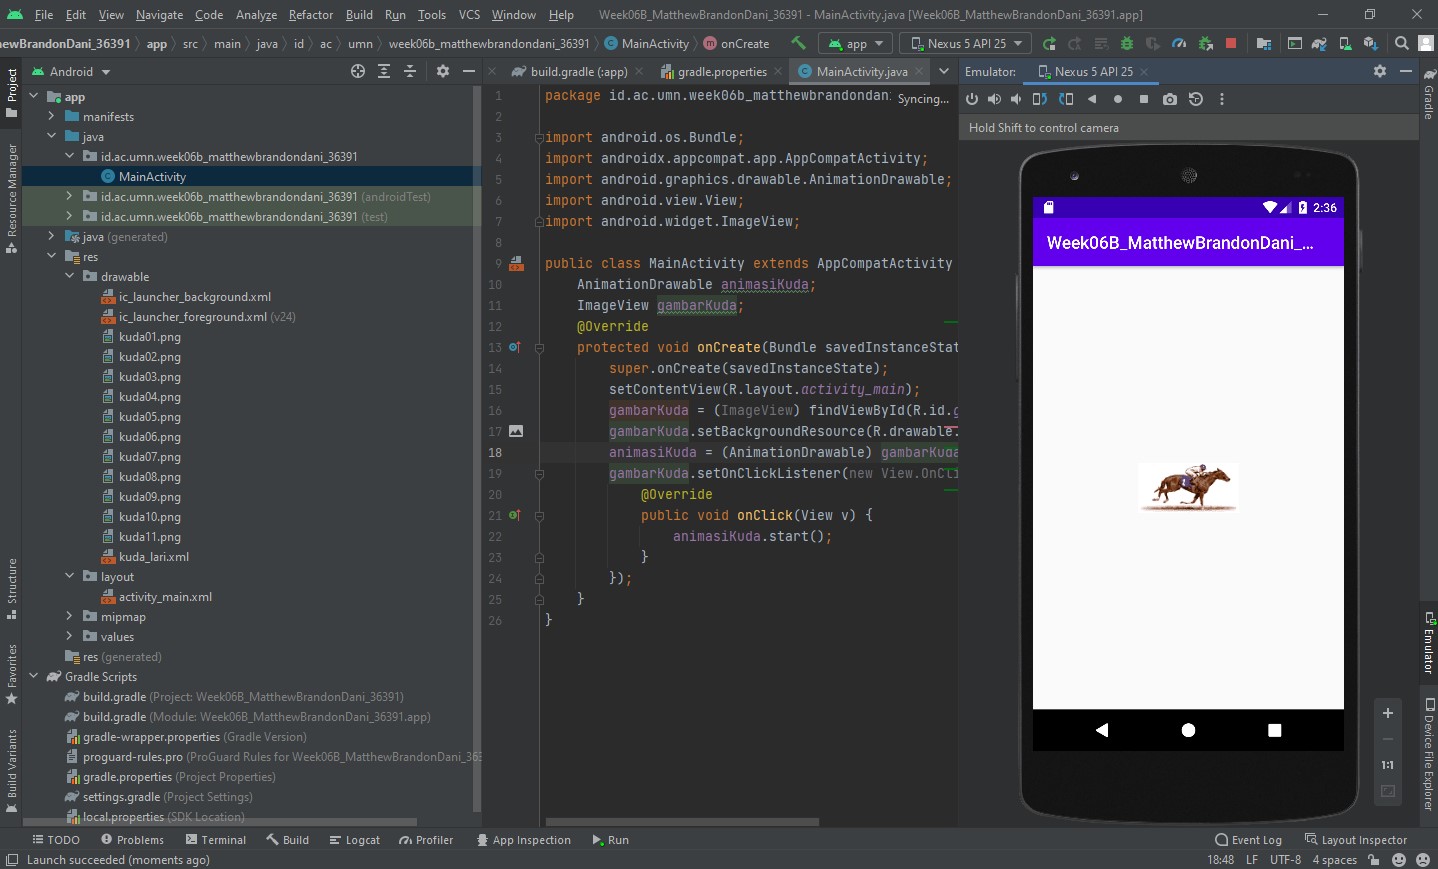 File Edit View Navigate Code Analyze Refactor Build Run Tools VCS Window Help Week06B_MatthewBrandonDani_36391 - MainActivity.java [Week06B_MatthewBrandonDani_36391.app]
ewBrandonDani_36391 app src main java id ac umn week06b_matthewbrandondani_36391 MainActivity onCreate app Nexus 5 API 25
Android
build.gradle (:app) gradle.properties MainActivity.java
Emulator: Nexus 5 API 25
Project
Resource Manager
Structure
Favorites
Build Variants
app
manifests
java
id.ac.umn.week06b_matthewbrandondani_36391
MainActivity
id.ac.umn.week06b_matthewbrandondani_36391 (androidTest)
id.ac.umn.week06b_matthewbrandondani_36391 (test)
java (generated)
res
drawable
ic_launcher_background.xml
ic_launcher_foreground.xml (v24)
kuda01.png
kuda02.png
kuda03.png
kuda04.png
kuda05.png
kuda06.png
kuda07.png
kuda08.png
kuda09.png
kuda10.png
kuda11.png
kuda_lari.xml
layout
activity_main.xml
mipmap
values
res (generated)
Gradle Scripts
build.gradle (Project: Week06B_MatthewBrandonDani_36391)
build.gradle (Module: Week06B_MatthewBrandonDani_36391.app)
gradle-wrapper.properties (Gradle Version)
proguard-rules.pro (ProGuard Rules for Week06B_MatthewBrandonDani_363
gradle.properties (Project Properties)
settings.gradle (Project Settings)
local.properties (SDK Location)
Syncing...
1 package id.ac.umn.week06b_matthewbrandondan
2
3 import android.os.Bundle;
4 import androidx.appcompat.app.AppCompatActivity;
5 import android.graphics.drawable.AnimationDrawable;
6 import android.view.View;
7 import android.widget.ImageView;
8
9 public class MainActivity extends AppCompatActivity
10 AnimationDrawable animasiKuda;
11 ImageView gambarKuda;
12 @Override
13 protected void onCreate(Bundle savedInstanceStat
14 super.onCreate(savedInstanceState);
15 setContentView(R.layout.activity_main);
16 gambarKuda = (ImageView) findViewById(R.id.g
17 gambarKuda.setBackgroundResource(R.drawable.
18 animasiKuda = (AnimationDrawable) gambarKuda
19 gambarKuda.setOnClickListener(new View.OnCli
20 @Override
21 public void onClick(View v) {
22 animasiKuda.start();
23 }
24 });
25 }
26 }
Hold Shift to control camera
2:36
Week06B_MatthewBrandonDani_...
1:1
Gradle
Emulator
Device File Explorer
TODO Problems Terminal Build Logcat Profiler App Inspection Run Event Log Layout Inspector
Launch succeeded (moments ago) 18:48 LF UTF-8 4 spaces